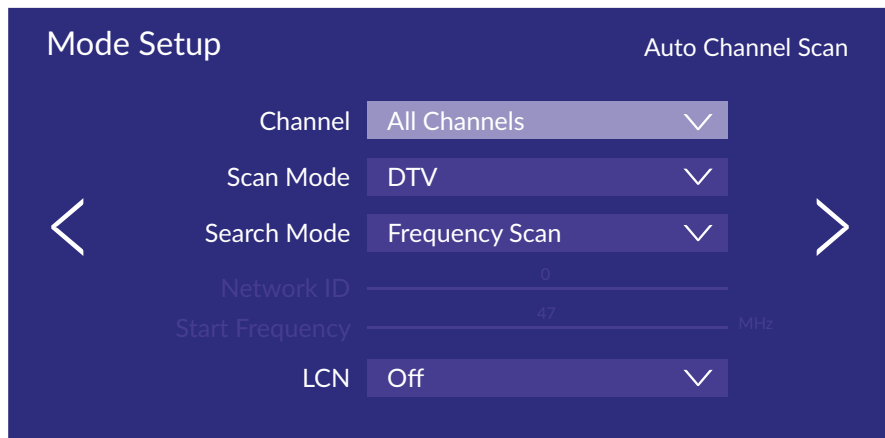 Mode Setup
Auto Channel Scan
Channel All Channels
Scan Mode DTV
Search Mode Frequency Scan
Network ID 0
Start Frequency 47 MHz
LCN Off